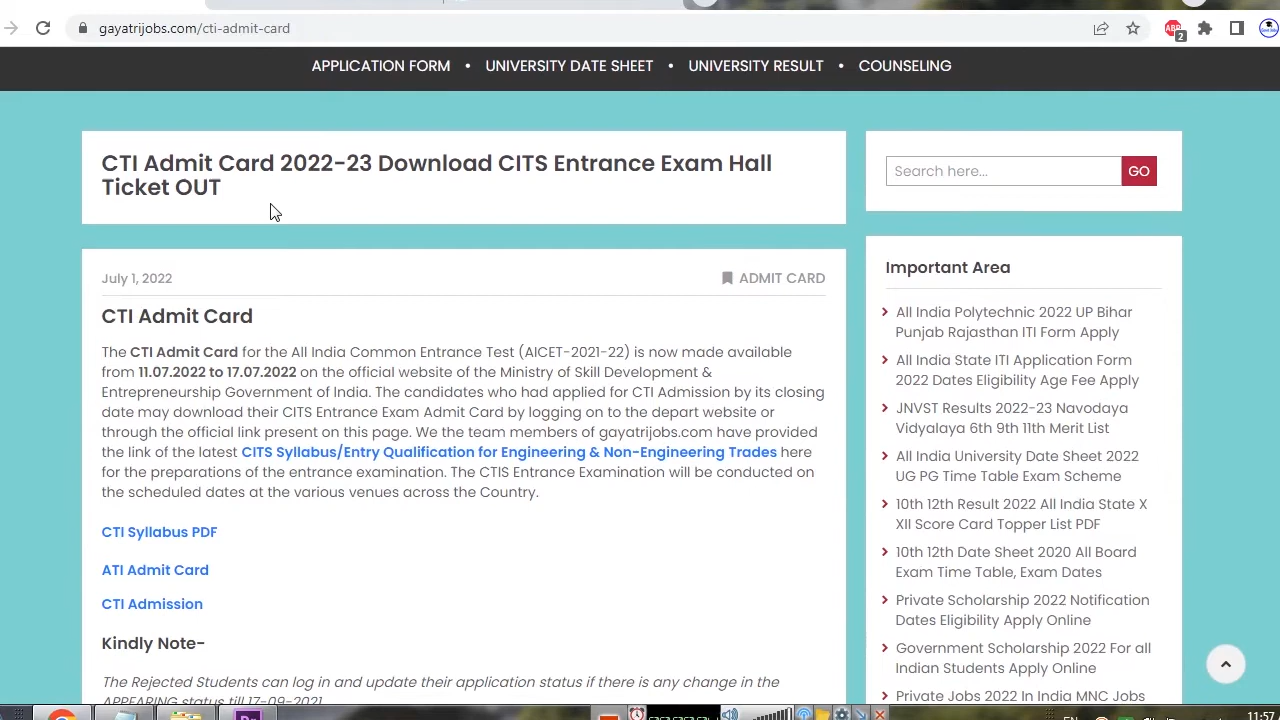 gayatrijobs.com/cti-admit-card
2
APPLICATION FORM • UNIVERSITY DATE SHEET • UNIVERSITY RESULT • COUNSELING
CTI Admit Card 2022-23 Download CITS Entrance Exam Hall
Ticket OUT
July 1, 2022
ADMIT CARD
CTI Admit Card
The CTI Admit Card for the All India Common Entrance Test (AICET-2021-22) is now made available
from 11.07.2022 to 17.07.2022 on the official website of the Ministry of Skill Development &
Entrepreneurship Government of India. The candidates who had applied for CTI Admission by its closing
date may download their CITS Entrance Exam Admit Card by logging on to the depart website or
through the official link present on this page. We the team members of gayatrijobs.com have provided
the link of the latest CITS Syllabus/Entry Qualification for Engineering & Non-Engineering Trades here
for the preparations of the entrance examination. The CTIS Entrance Examination will be conducted on
the scheduled dates at the various venues across the Country.
CTI Syllabus PDF
ATI Admit Card
CTI Admission
Kindly Note-
The Rejected Students can log in and update their application status if there is any change in the
APPEARING status till 17-09-2021
Search here...
GO
Important Area
All India Polytechnic 2022 UP Bihar
Punjab Rajasthan ITI Form Apply
All India State ITI Application Form
2022 Dates Eligibility Age Fee Apply
JNVST Results 2022-23 Navodaya
Vidyalaya 6th 9th 11th Merit List
All India University Date Sheet 2022
UG PG Time Table Exam Scheme
10th 12th Result 2022 All India State X
XII Score Card Topper List PDF
10th 12th Date Sheet 2020 All Board
Exam Time Table, Exam Dates
Private Scholarship 2022 Notification
Dates Eligibility Apply Online
Government Scholarship 2022 For all
Indian Students Apply Online
Private Jobs 2022 In India MNC Jobs
EN
11:57